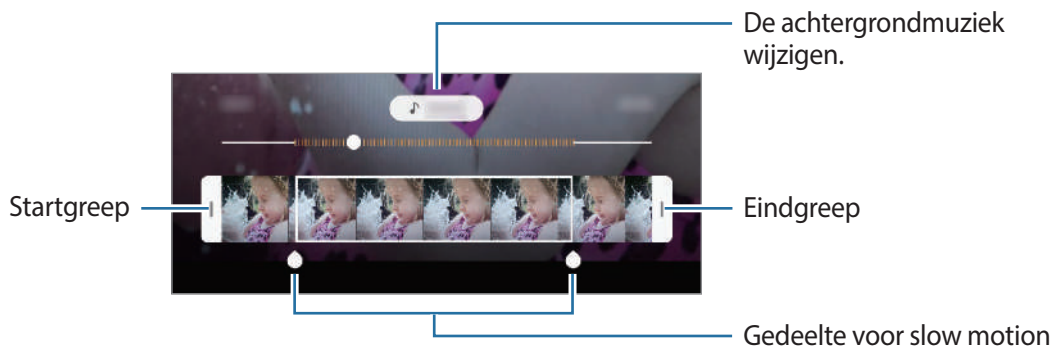 De achtergrondmuziek
wijzigen.
Startgreep
Eindgreep
Gedeelte voor slow motion